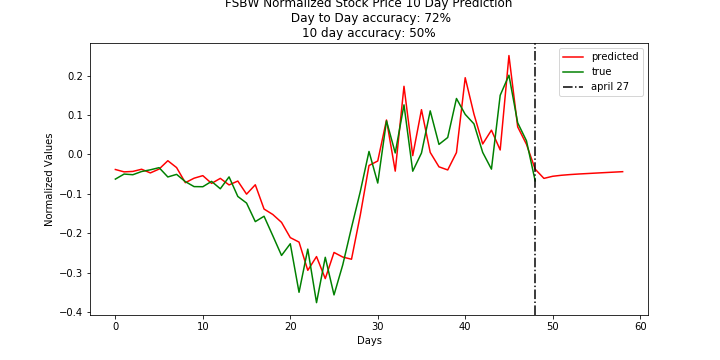 FSBW Normalized Stock Price 10 Day Prediction
Day to Day accuracy: 72%
10 day accuracy: 50%
predicted
true
april 27
Normalized Values
0.2
0.1
0.0
−0.1
−0.2
−0.3
−0.4
0 10 20 30 40 50 60
Days